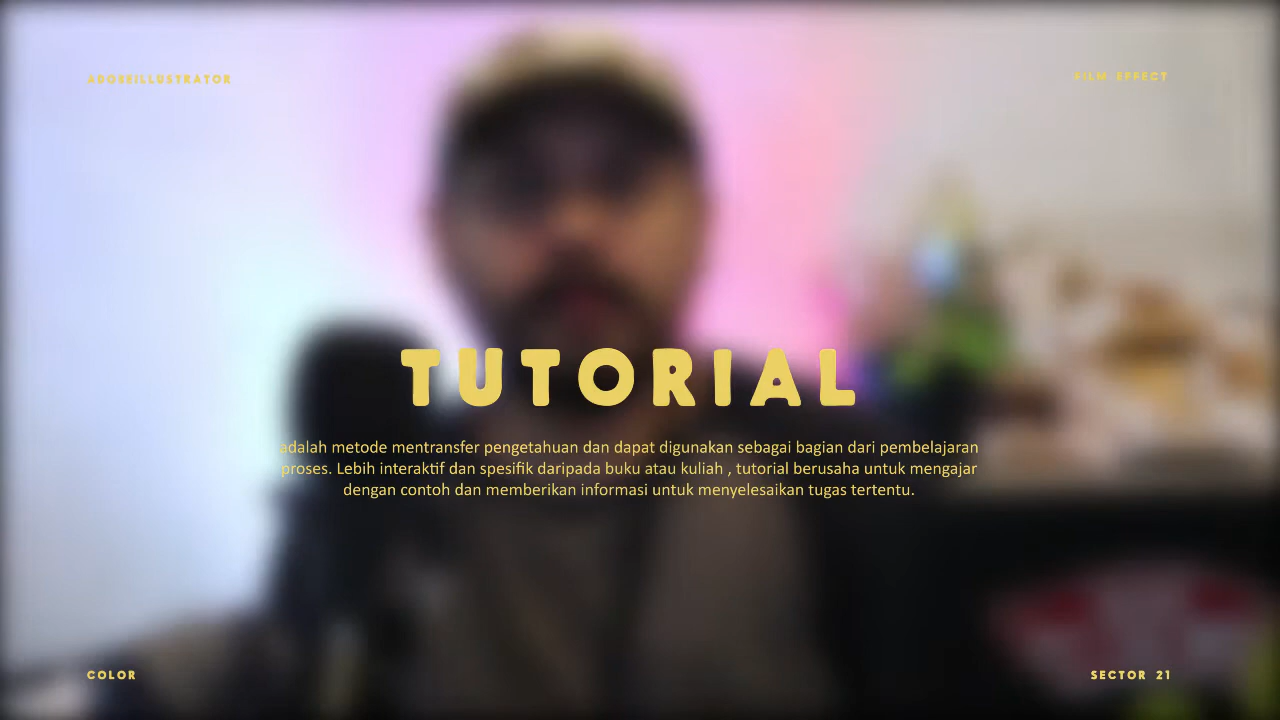 ADOBEILLUSTRATOR
FILM EFFECT
TUTORIAL
adalah metode mentransfer pengetahuan dan dapat digunakan sebagai bagian dari pembelajaran
proses. Lebih interaktif dan spesifik daripada buku atau kuliah , tutorial berusaha untuk mengajar
dengan contoh dan memberikan informasi untuk menyelesaikan tugas tertentu.
COLOR
SECTOR 21